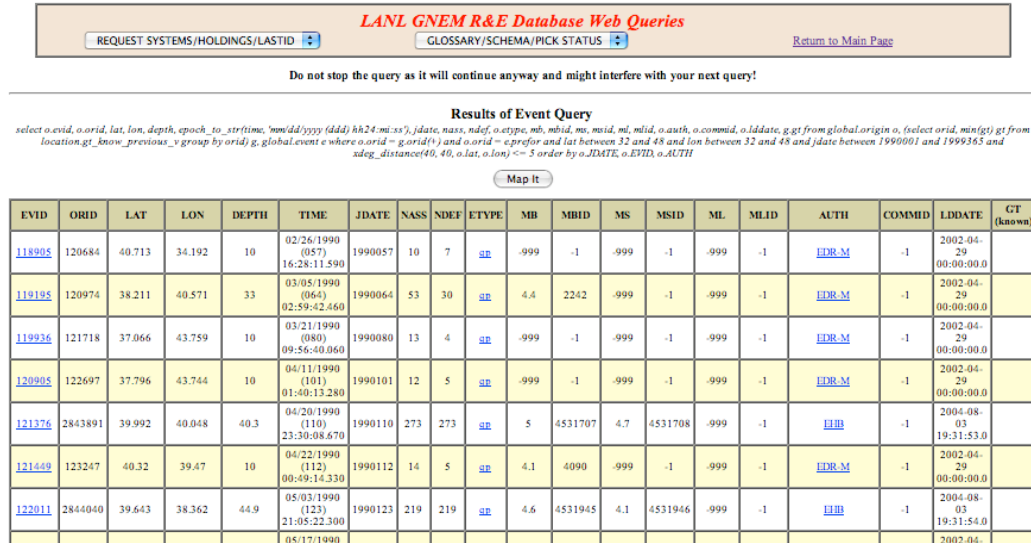 LANL GNEM R&E Database Web Queries
REQUEST SYSTEMS/HOLDINGS/LASTID GLOSSARY/SCHEMA/PICK STATUS Return to Main Page
Do not stop the query as it will continue anyway and might interfere with your next query!
Results of Event Query
select o.evid, o.orid, lat, lon, depth, epoch_to_str(time, 'mm/dd/yyyy (ddd) hh24:mi:ss'), jdate, nass, ndef, o.etype, mb, mbid, ms, msid, ml, mlid, o.auth, o.commid, o.lddate, g.gt from global.origin o, (select orid, min(gt) gt from
location.gt_know_previous_v group by orid) g, global.event e where o.orid = g.orid(+) and o.orid = e.prefor and lat between 32 and 48 and lon between 32 and 48 and jdate between 1990001 and 1999365 and
xdeg_distance(40, 40, o.lat, o.lon) <= 5 order by o.JDATE, o.EVID, o.AUTH
Map It
EVID ORID LAT LON DEPTH TIME JDATE NASS NDEF ETYPE MB MBID MS MSID ML MLID AUTH COMMID LDDATE GT (known)
118905 120684 40.713 34.192 10 02/26/1990 (057) 16:28:11.590 1990057 10 7 qp -999 -1 -999 -1 -999 -1 EDR-M -1 2002-04-29 00:00:00.0
119195 120974 38.211 40.571 33 03/05/1990 (064) 02:59:42.460 1990064 53 30 qp 4.4 2242 -999 -1 -999 -1 EDR-M -1 2002-04-29 00:00:00.0
119936 121718 37.066 43.759 10 03/21/1990 (080) 09:56:40.060 1990080 13 4 qp -999 -1 -999 -1 -999 -1 EDR-M -1 2002-04-29 00:00:00.0
120905 122697 37.796 43.744 10 04/11/1990 (101) 01:40:13.280 1990101 12 5 qp -999 -1 -999 -1 -999 -1 EDR-M -1 2002-04-29 00:00:00.0
121376 2843891 39.992 40.048 40.3 04/20/1990 (110) 23:30:08.670 1990110 273 273 qp 5 4531707 4.7 4531708 -999 -1 EHB -1 2004-08-03 19:31:53.0
121449 123247 40.32 39.47 10 04/22/1990 (112) 00:49:14.330 1990112 14 5 qp 4.1 4090 -999 -1 -999 -1 EDR-M -1 2002-04-29 00:00:00.0
122011 2844040 39.643 38.362 44.9 05/03/1990 (123) 21:05:22.300 1990123 219 219 qp 4.6 4531945 4.1 4531946 -999 -1 EHB -1 2004-08-03 19:31:54.0
05/17/1990 2002-04-